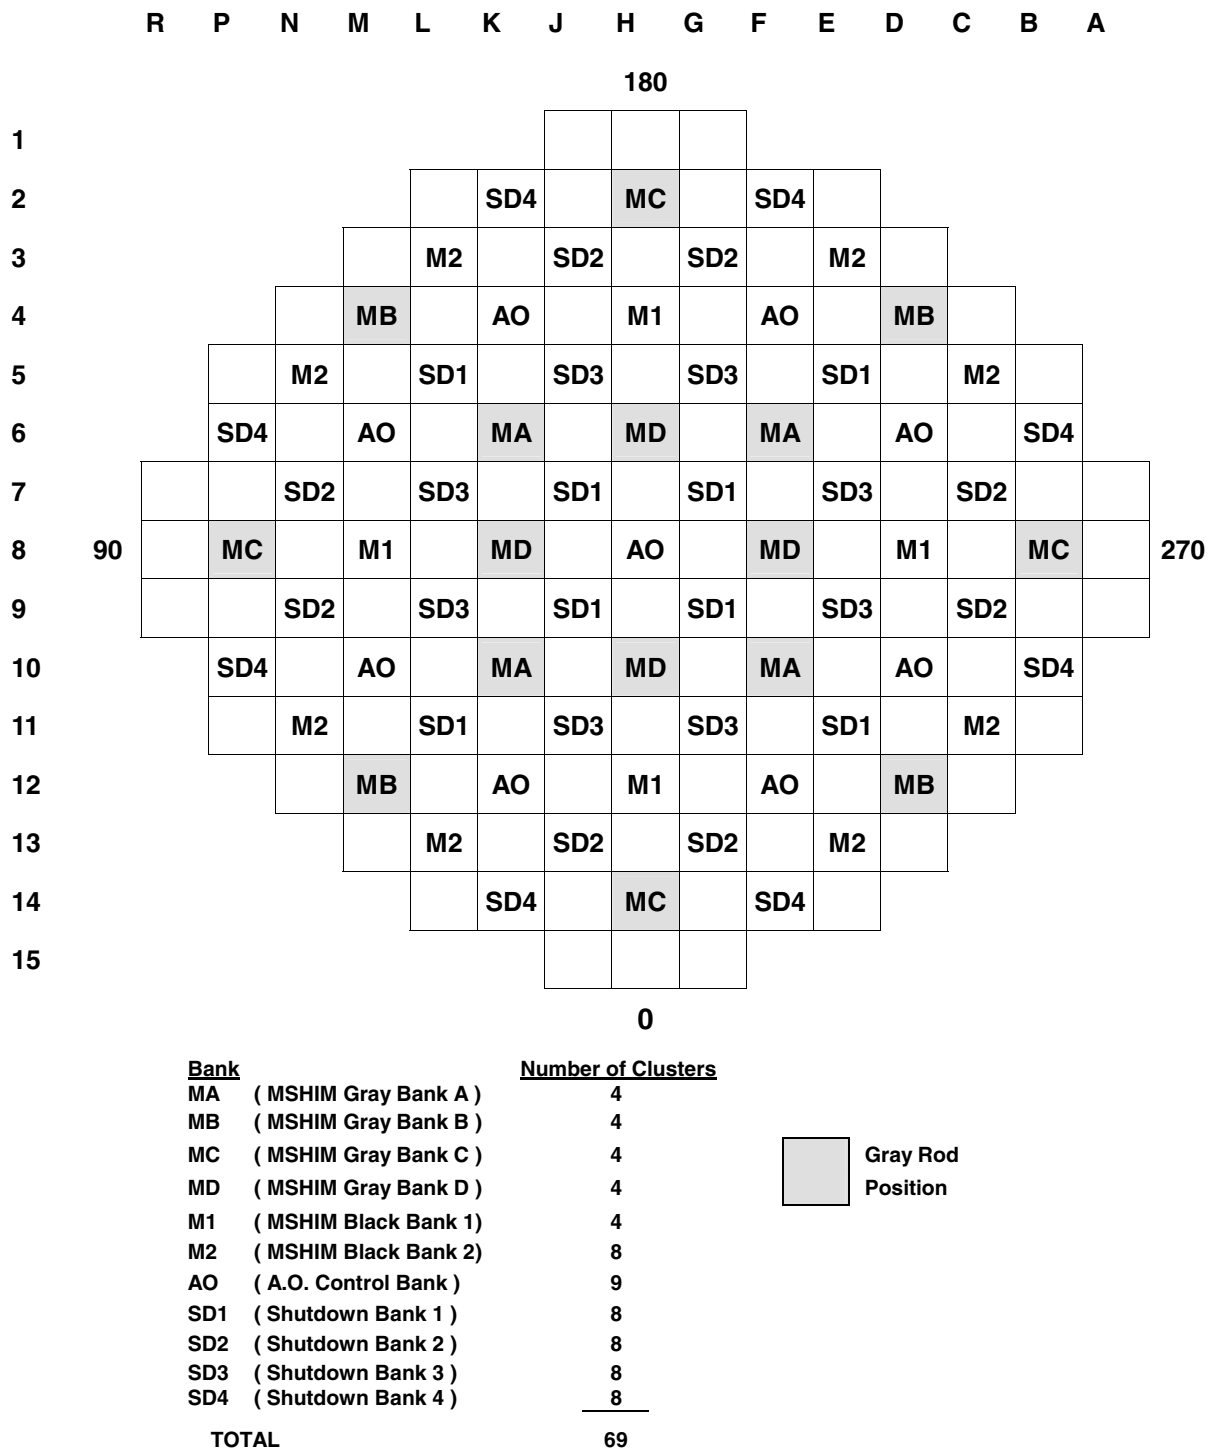 R P N M L K J H G F E D C B A
180
1
2 SD4 MC SD4
3 M2 SD2 SD2 M2
4 MB AO M1 AO MB
5 M2 SD1 SD3 SD3 SD1 M2
6 SD4 AO MA MD MA AO SD4
7 SD2 SD3 SD1 SD1 SD3 SD2
8 90 MC M1 MD AO MD M1 MC 270
9 SD2 SD3 SD1 SD1 SD3 SD2
10 SD4 AO MA MD MA AO SD4
11 M2 SD1 SD3 SD3 SD1 M2
12 MB AO M1 AO MB
13 M2 SD2 SD2 M2
14 SD4 MC SD4
15
0
Bank Number of Clusters
MA ( MSHIM Gray Bank A ) 4
MB ( MSHIM Gray Bank B ) 4
MC ( MSHIM Gray Bank C ) 4
MD ( MSHIM Gray Bank D ) 4
M1 ( MSHIM Black Bank 1) 4
M2 ( MSHIM Black Bank 2) 8
AO ( A.O. Control Bank ) 9
SD1 ( Shutdown Bank 1 ) 8
SD2 ( Shutdown Bank 2 ) 8
SD3 ( Shutdown Bank 3 ) 8
SD4 ( Shutdown Bank 4 ) 8
TOTAL 69
Gray Rod
Position